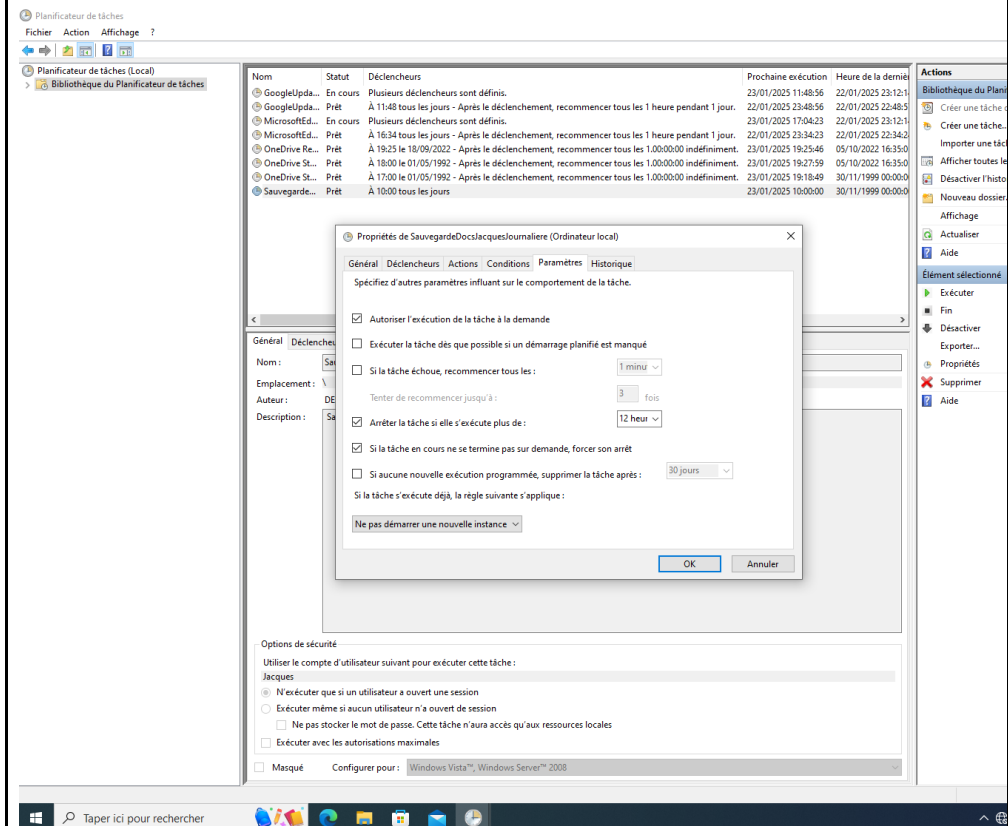 Planificateur de tâches
Fichier Action Affichage ?
Planificateur de tâches (Local)
Bibliothèque du Planificateur de tâches
Nom Statut Déclencheurs Prochaine exécution Heure de la dernièr
GoogleUpda... En cours Plusieurs déclencheurs sont définis. 23/01/2025 11:48:56 22/01/2025 23:12:1
GoogleUpda... Prêt À 11:48 tous les jours - Après le déclenchement, recommencer tous les 1 heure pendant 1 jour. 22/01/2025 23:48:56 22/01/2025 22:48:5
MicrosoftEd... En cours Plusieurs déclencheurs sont définis. 23/01/2025 17:04:23 22/01/2025 23:12:1
MicrosoftEd... Prêt À 16:34 tous les jours - Après le déclenchement, recommencer tous les 1 heure pendant 1 jour. 22/01/2025 23:34:23 22/01/2025 22:34:2
OneDrive Re... Prêt À 19:25 le 18/09/2022 - Après le déclenchement, recommencer tous les 1.00:00:00 indéfiniment. 23/01/2025 19:25:46 05/10/2022 16:35:0
OneDrive St... Prêt À 18:00 le 01/05/1992 - Après le déclenchement, recommencer tous les 1.00:00:00 indéfiniment. 23/01/2025 19:27:59 05/10/2022 16:35:0
OneDrive St... Prêt À 17:00 le 01/05/1992 - Après le déclenchement, recommencer tous les 1.00:00:00 indéfiniment. 23/01/2025 19:18:49 30/11/1999 00:00:0
Sauvegarde... Prêt À 10:00 tous les jours 23/01/2025 10:00:00 30/11/1999 00:00:0
Propriétés de SauvegardeDocsJacquesJournaliere (Ordinateur local)
Général Déclencheurs Actions Conditions Paramètres Historique
Spécifiez d'autres paramètres influant sur le comportement de la tâche.
Autoriser l'exécution de la tâche à la demande
Exécuter la tâche dès que possible si un démarrage planifié est manqué
Si la tâche échoue, recommencer tous les : 1 minu
Tenter de recommencer jusqu'à : 3 fois
Arrêter la tâche si elle s'exécute plus de : 12 heur
Si la tâche en cours ne se termine pas sur demande, forcer son arrêt
Si aucune nouvelle exécution programmée, supprimer la tâche après : 30 jours
Si la tâche s'exécute déjà, la règle suivante s'applique :
Ne pas démarrer une nouvelle instance
OK Annuler
Général Déclencheu
Nom : Sau
Emplacement : \
Auteur : DE
Description : Sa
Options de sécurité
Utiliser le compte d'utilisateur suivant pour exécuter cette tâche :
Jacques
N'exécuter que si un utilisateur a ouvert une session
Exécuter même si aucun utilisateur n'a ouvert de session
Ne pas stocker le mot de passe. Cette tâche n'aura accès qu'aux ressources locales
Exécuter avec les autorisations maximales
Masqué Configurer pour : Windows Vista™, Windows Server™ 2008
Actions
Bibliothèque du Planif
Créer une tâche d
Créer une tâche...
Importer une tâc
Afficher toutes le
Désactiver l'histo
Nouveau dossier.
Affichage
Actualiser
Aide
Élément sélectionné
Exécuter
Fin
Désactiver
Exporter...
Propriétés
Supprimer
Aide
Taper ici pour rechercher